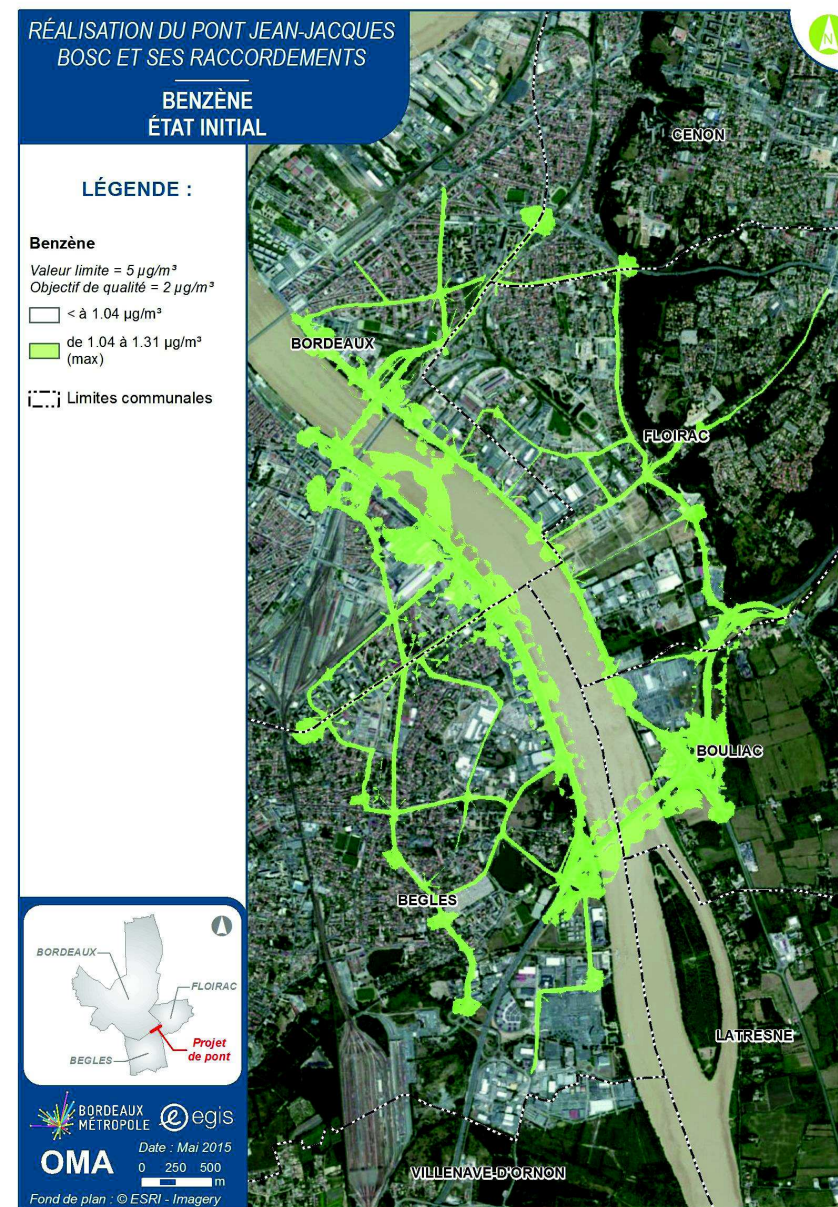 RÉALISATION DU PONT JEAN-JACQUES
BOSC ET SES RACCORDEMENTS
BENZÈNE
ÉTAT INITIAL
N
LÉGENDE :
Benzène
Valeur limite = 5 µg/m³
Objectif de qualité = 2 µg/m³
< à 1.04 µg/m³
de 1.04 à 1.31 µg/m³
(max)
Limites communales
CENON
BORDEAUX
FLOIRAC
BOULIAC
BEGLES
LATRESNE
VILLENAVE-D'ORNON
BORDEAUX
FLOIRAC
BEGLES
Projet
de pont
BORDEAUX
MÉTROPOLE
egis
OMA
Date : Mai 2015
0 250 500
m
Fond de plan : © ESRI - Imagery